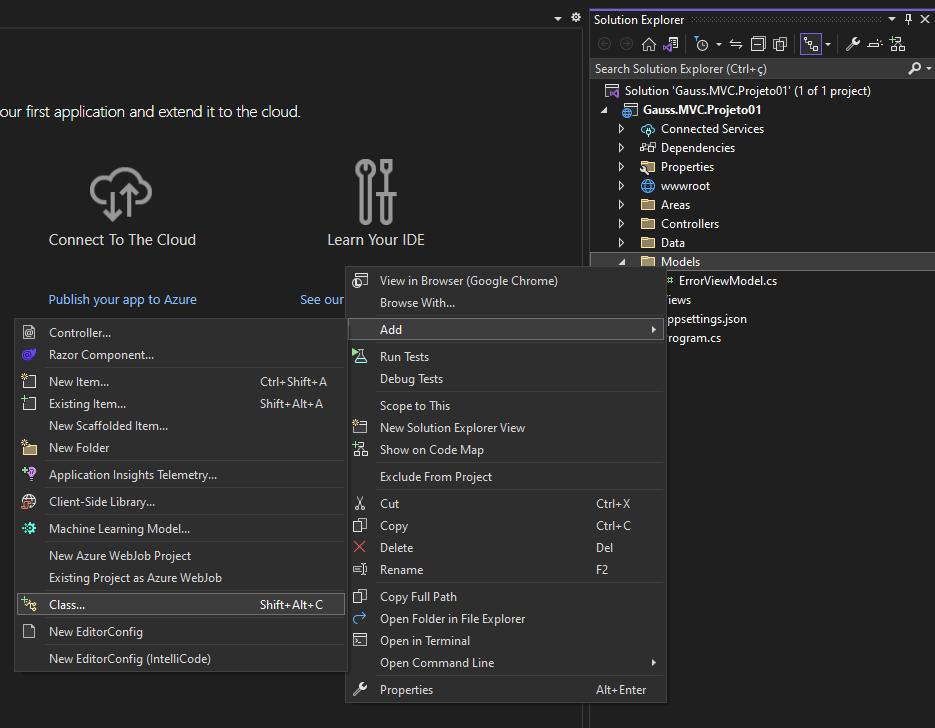 Solution Explorer
Search Solution Explorer (Ctrl+ç)
Solution 'Gauss.MVC.Projeto01' (1 of 1 project)
Gauss.MVC.Projeto01
Connected Services
Dependencies
Properties
wwwroot
Areas
Controllers
Data
Models
ErrorViewModel.cs
iews
ppsettings.json
rogram.cs
our first application and extend it to the cloud.
Connect To The Cloud
Learn Your IDE
Publish your app to Azure
See our
View in Browser (Google Chrome)
Browse With...
Add
Run Tests
Debug Tests
Scope to This
New Solution Explorer View
Show on Code Map
Exclude From Project
Cut Ctrl+X
Copy Ctrl+C
Delete Del
Rename F2
Copy Full Path
Open Folder in File Explorer
Open in Terminal
Open Command Line
Properties Alt+Enter
Controller...
Razor Component...
New Item... Ctrl+Shift+A
Existing Item... Shift+Alt+A
New Scaffolded Item...
New Folder
Application Insights Telemetry...
Client-Side Library...
Machine Learning Model...
New Azure WebJob Project
Existing Project as Azure WebJob
Class... Shift+Alt+C
New EditorConfig
New EditorConfig (IntelliCode)